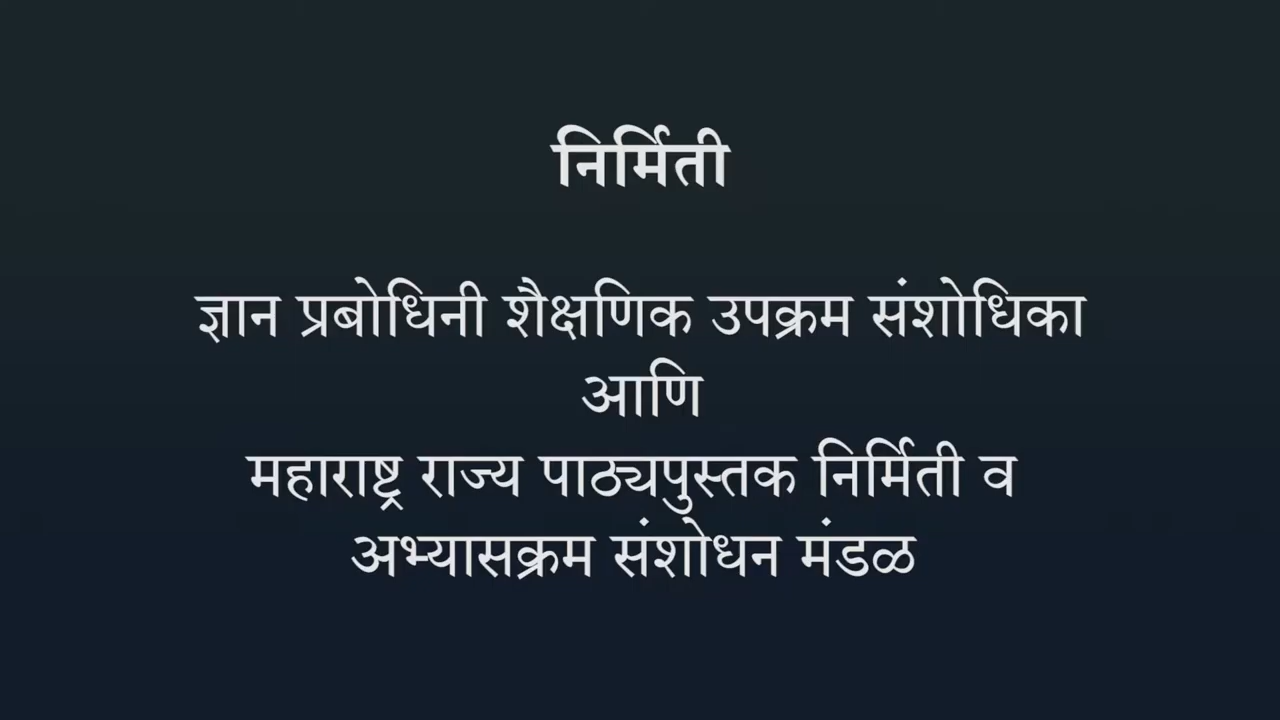 निर्मिती
ज्ञान प्रबोधिनी शैक्षणिक उपक्रम संशोधिका
आणि
महाराष्ट्र राज्य पाठ्यपुस्तक निर्मिती व
अभ्यासक्रम संशोधन मंडळ